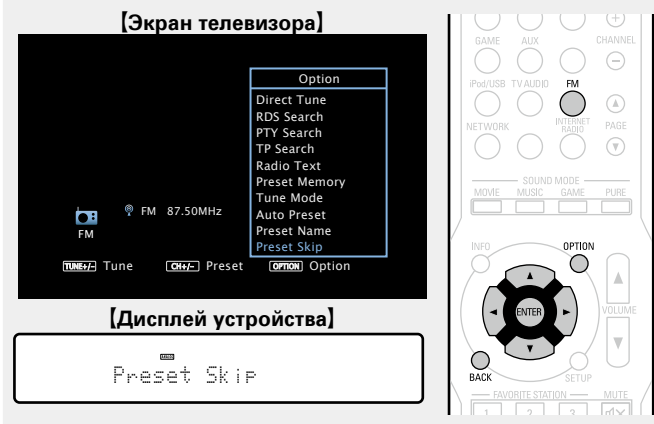 【Экран телевизора】
Option
Direct Tune
RDS Search
PTY Search
TP Search
Radio Text
Preset Memory
Tune Mode
Auto Preset
Preset Name
Preset Skip
FM 87.50MHz
FM
TUNE+/- Tune CH+/- Preset OPTION Option
【Дисплей устройства】
Preset Skip
GAME AUX CHANNEL
iPod/USB TV AUDIO FM
NETWORK INTERNET RADIO PAGE
SOUND MODE
MOVIE MUSIC GAME PURE
INFO OPTION
ENTER
VOLUME
BACK SETUP
FAVORITE STATION MUTE
1 2 3